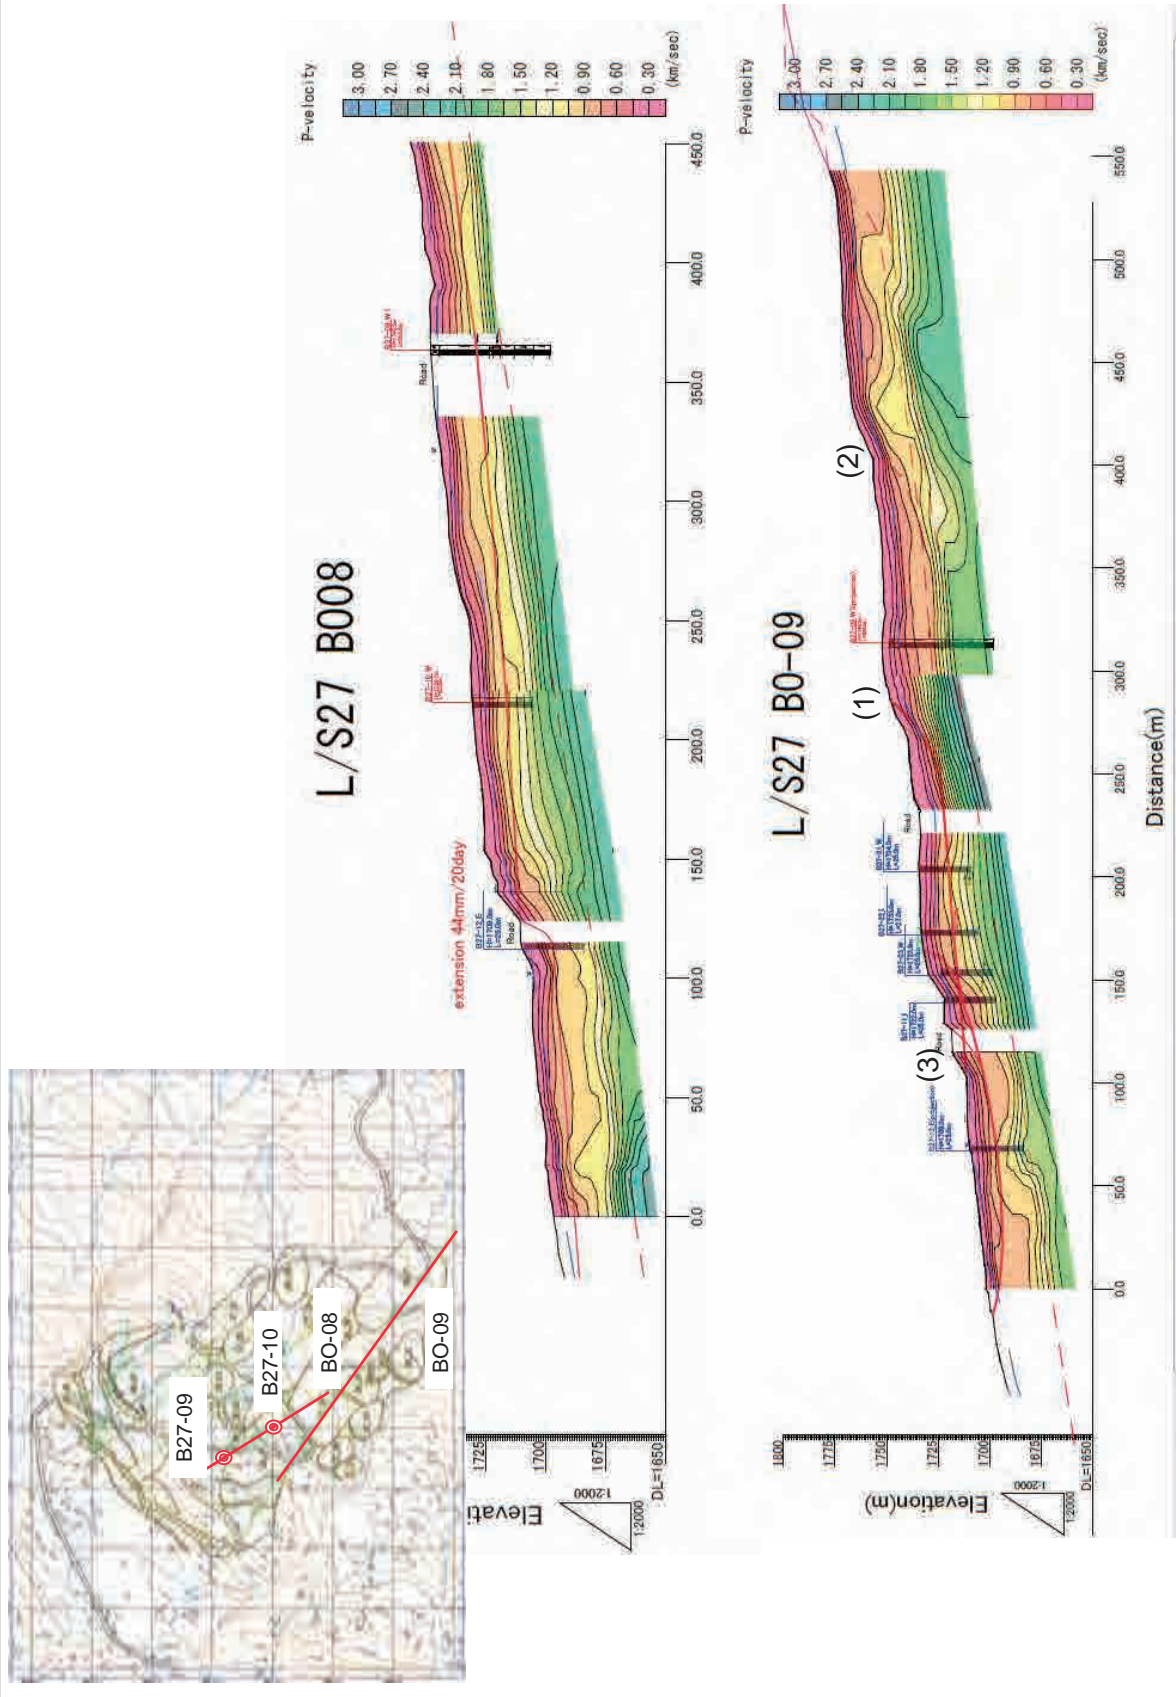 L/S27 B008
P-velocity
3.00
2.70
2.40
2.10
1.80
1.50
1.20
0.90
0.60
0.30
(km/sec)
Road
extension 44mm/20day
Road
0.0
50.0
100.0
150.0
200.0
250.0
300.0
350.0
400.0
450.0
1725
1700
1675
DL=1650
Elevati
1:2000
1:2000
B27-09
B27-10
BO-08
BO-09
L/S27 BO-09
P-velocity
3.00
2.70
2.40
2.10
1.80
1.50
1.20
0.90
0.60
0.30
(km/sec)
(1)
(2)
(3)
Road
Road
0.0
50.0
100.0
150.0
200.0
250.0
300.0
350.0
400.0
450.0
500.0
550.0
1800
1775
1750
1725
1700
1675
DL=1650
Elevation(m)
1:2000
1:2000
Distance(m)